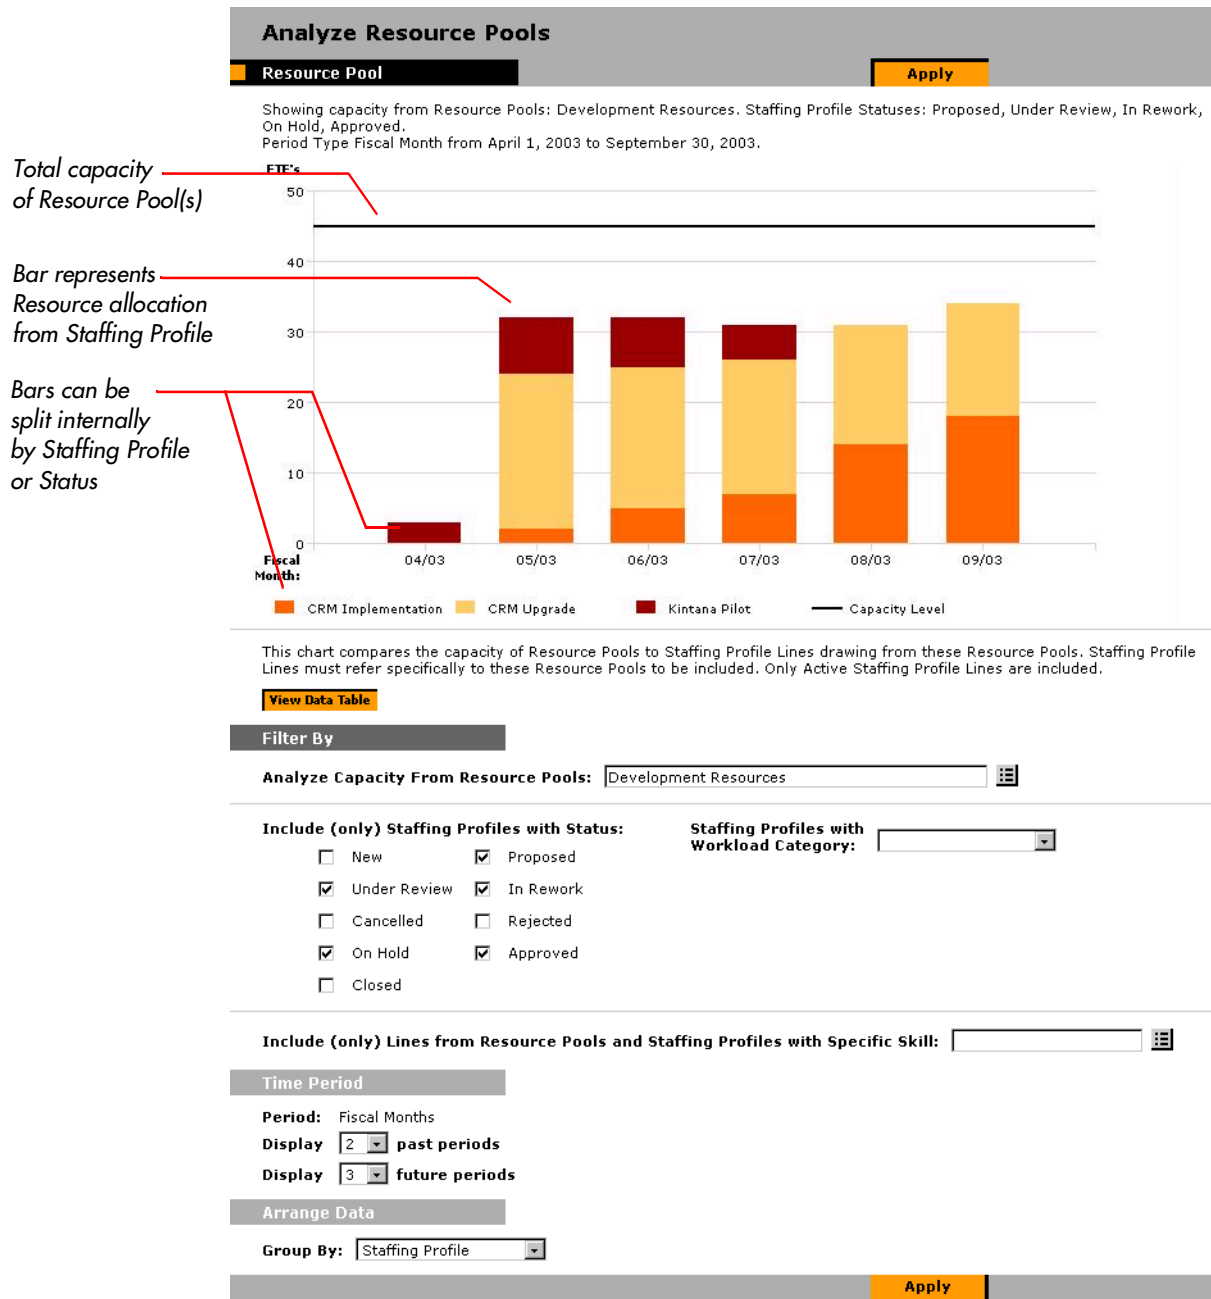 Analyze Resource Pools
Resource Pool
Apply
Showing capacity from Resource Pools: Development Resources. Staffing Profile Statuses: Proposed, Under Review, In Rework,
On Hold, Approved.
Period Type Fiscal Month from April 1, 2003 to September 30, 2003.
Total capacity
of Resource Pool(s)
Bar represents
Resource allocation
from Staffing Profile
Bars can be
split internally
by Staffing Profile
or Status
FTE's
50
40
30
20
10
0
Fiscal
Month:
04/03 05/03 06/03 07/03 08/03 09/03
CRM Implementation CRM Upgrade Kintana Pilot Capacity Level
This chart compares the capacity of Resource Pools to Staffing Profile Lines drawing from these Resource Pools. Staffing Profile
Lines must refer specifically to these Resource Pools to be included. Only Active Staffing Profile Lines are included.
View Data Table
Filter By
Analyze Capacity From Resource Pools: Development Resources
Include (only) Staffing Profiles with Status:
New Proposed
Under Review In Rework
Cancelled Rejected
On Hold Approved
Closed
Staffing Profiles with
Workload Category:
Include (only) Lines from Resource Pools and Staffing Profiles with Specific Skill:
Time Period
Period: Fiscal Months
Display 2 past periods
Display 3 future periods
Arrange Data
Group By: Staffing Profile
Apply